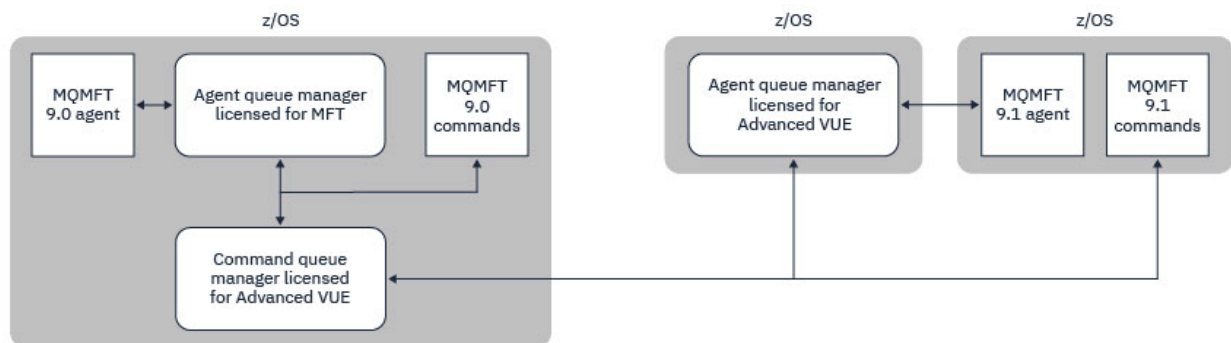 z/OS
MQMFT
9.0 agent
Agent queue manager
licensed for MFT
MQMFT
9.0
commands
Command queue
manager licensed
for Advanced VUE
z/OS
Agent queue manager
licensed for
Advanced VUE
z/OS
MQMFT
9.1 agent
MQMFT
9.1
commands